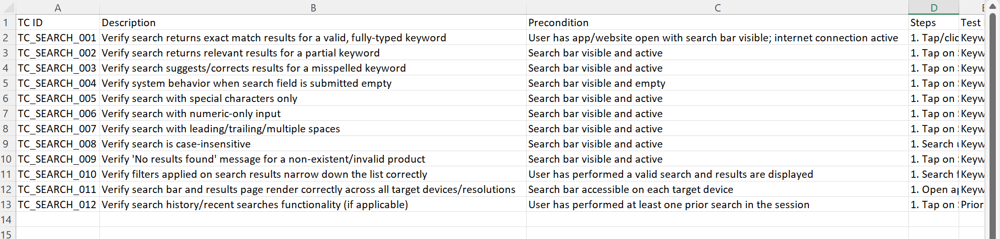 A B C D
1 TC ID Description Precondition Steps Test
2 TC_SEARCH_001 Verify search returns exact match results for a valid, fully-typed keyword User has app/website open with search bar visible; internet connection active 1. Tap/clic Keyw
3 TC_SEARCH_002 Verify search returns relevant results for a partial keyword Search bar visible and active 1. Tap on Keyw
4 TC_SEARCH_003 Verify search suggests/corrects results for a misspelled keyword Search bar visible and active 1. Tap on Keyw
5 TC_SEARCH_004 Verify system behavior when search field is submitted empty Search bar visible and empty 1. Tap on Keyw
6 TC_SEARCH_005 Verify search with special characters only Search bar visible and active 1. Tap on Keyw
7 TC_SEARCH_006 Verify search with numeric-only input Search bar visible and active 1. Tap on Keyw
8 TC_SEARCH_007 Verify search with leading/trailing/multiple spaces Search bar visible and active 1. Tap on Keyw
9 TC_SEARCH_008 Verify search is case-insensitive Search bar visible and active 1. Search Keyw
10 TC_SEARCH_009 Verify 'No results found' message for a non-existent/invalid product Search bar visible and active 1. Tap on Keyw
11 TC_SEARCH_010 Verify filters applied on search results narrow down the list correctly User has performed a valid search and results are displayed 1. Search Keyw
12 TC_SEARCH_011 Verify search bar and results page render correctly across all target devices/resolutions Search bar accessible on each target device 1. Open Keyw
13 TC_SEARCH_012 Verify search history/recent searches functionality (if applicable) User has performed at least one prior search in the session 1. Tap on Prior
14
15